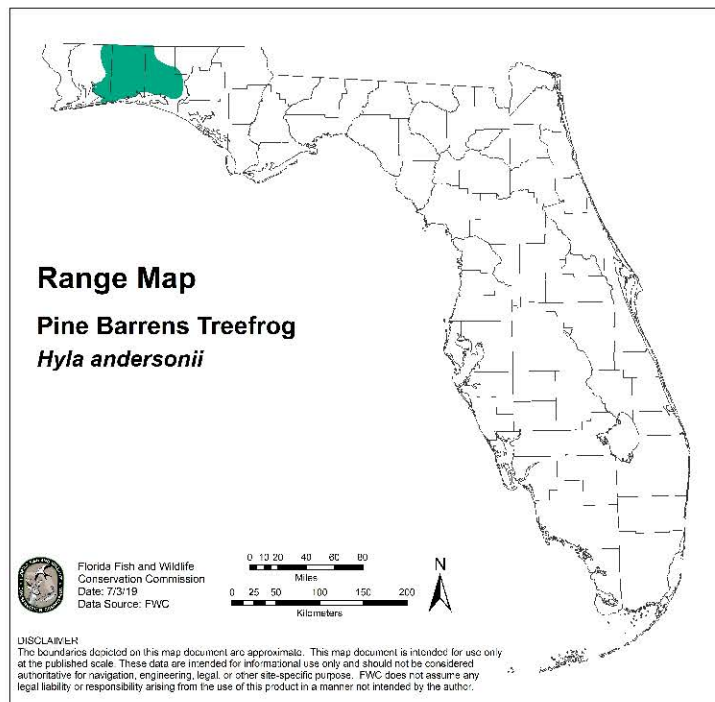 Range Map
Pine Barrens Treefrog
Hyla andersonii
Florida Fish and Wildlife
Conservation Commission
Date: 7/3/19
Data Source: FWC
0 10 20 40 60 80
Miles
0 25 50 100 150 200
Kilometers
N
DISCLAIMER
The boundaries depicted on this map document are approximate. This map document is intended for use only
at the published scale. These data are intended for informational use only and should not be considered
authoritative for navigation, engineering, legal, or other site-specific purpose. FWC does not assume any
legal liability or responsibility arising from the use of this product in a manner not intended by the author.